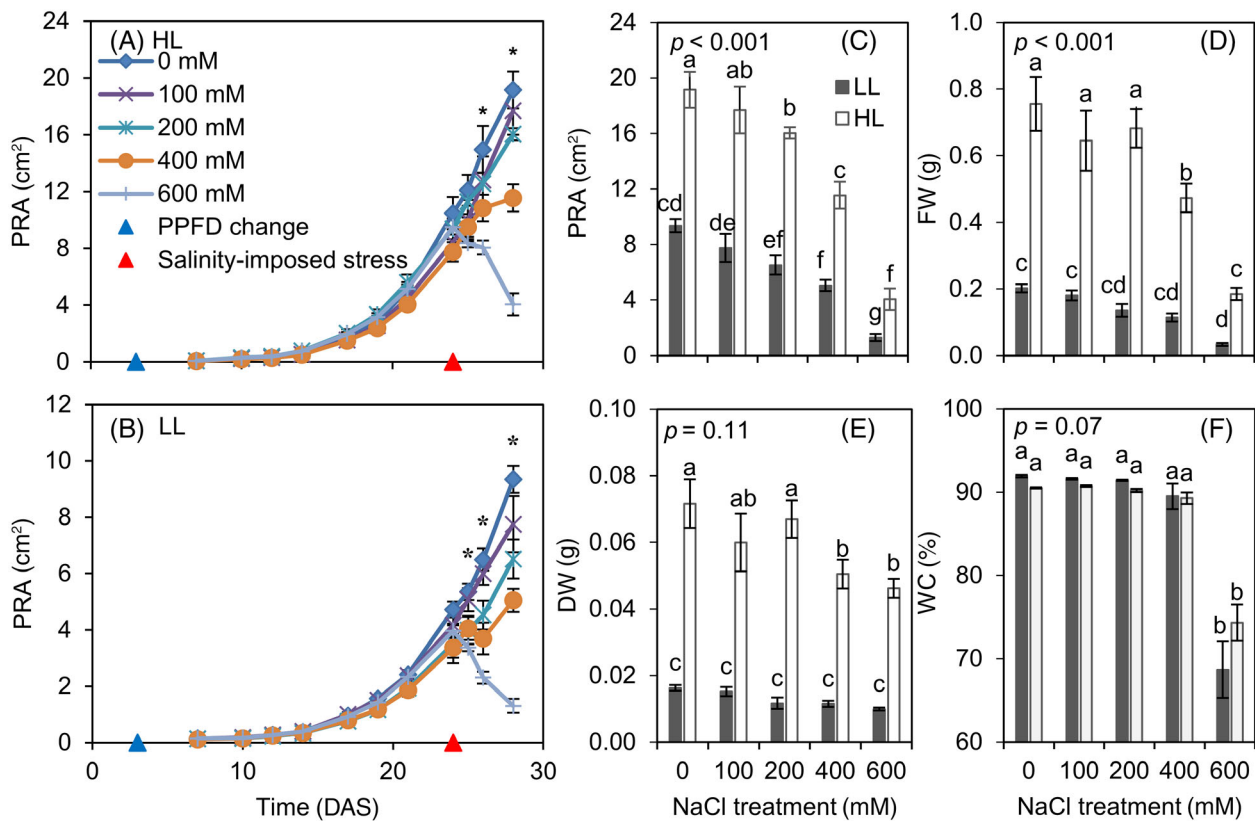 (A) HL
0 mM
100 mM
200 mM
400 mM
600 mM
PPFD change
Salinity-imposed stress
PRA (cm²)
24
20
16
12
8
4
0
*
*
(B) LL
PRA (cm²)
12
10
8
6
4
2
0
*
*
*
0
10
20
30
Time (DAS)
(C)
p < 0.001
LL
HL
PRA (cm²)
24
20
16
12
8
4
0
cd
a
de
ab
ef
b
f
c
g
f
(D)
p < 0.001
FW (g)
1.0
0.8
0.6
0.4
0.2
0.0
c
a
c
a
cd
a
cd
b
d
c
(E)
p = 0.11
DW (g)
0.10
0.08
0.06
0.04
0.02
0.00
c
a
c
ab
c
a
c
b
c
b
0 100 200 400 600
NaCl treatment (mM)
(F)
p = 0.07
WC (%)
100
90
80
70
60
a
a
a
a
a
a
a
a
b
b
0 100 200 400 600
NaCl treatment (mM)